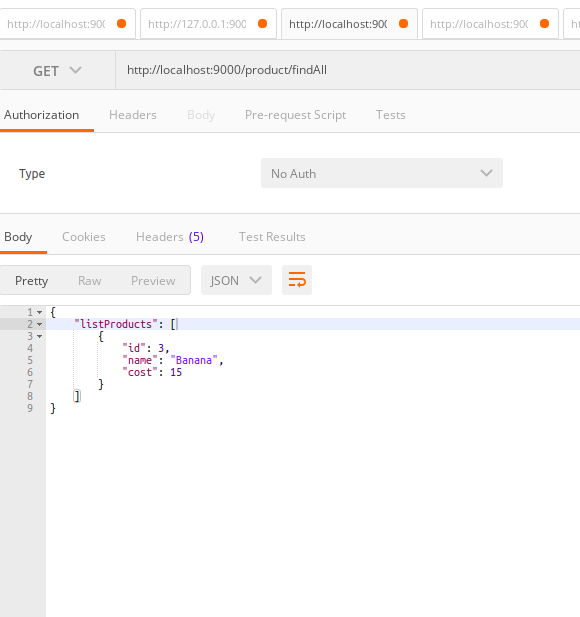 http://localhost:900 http://127.0.0.1:900 http://localhost:900 http://localhost:900
GET http://localhost:9000/product/findAll
Authorization Headers Body Pre-request Script Tests
Type No Auth
Body Cookies Headers (5) Test Results
Pretty Raw Preview JSON
1 {
2 "listProducts": [
3 {
4 "id": 3,
5 "name": "Banana",
6 "cost": 15
7 }
8 ]
9 }